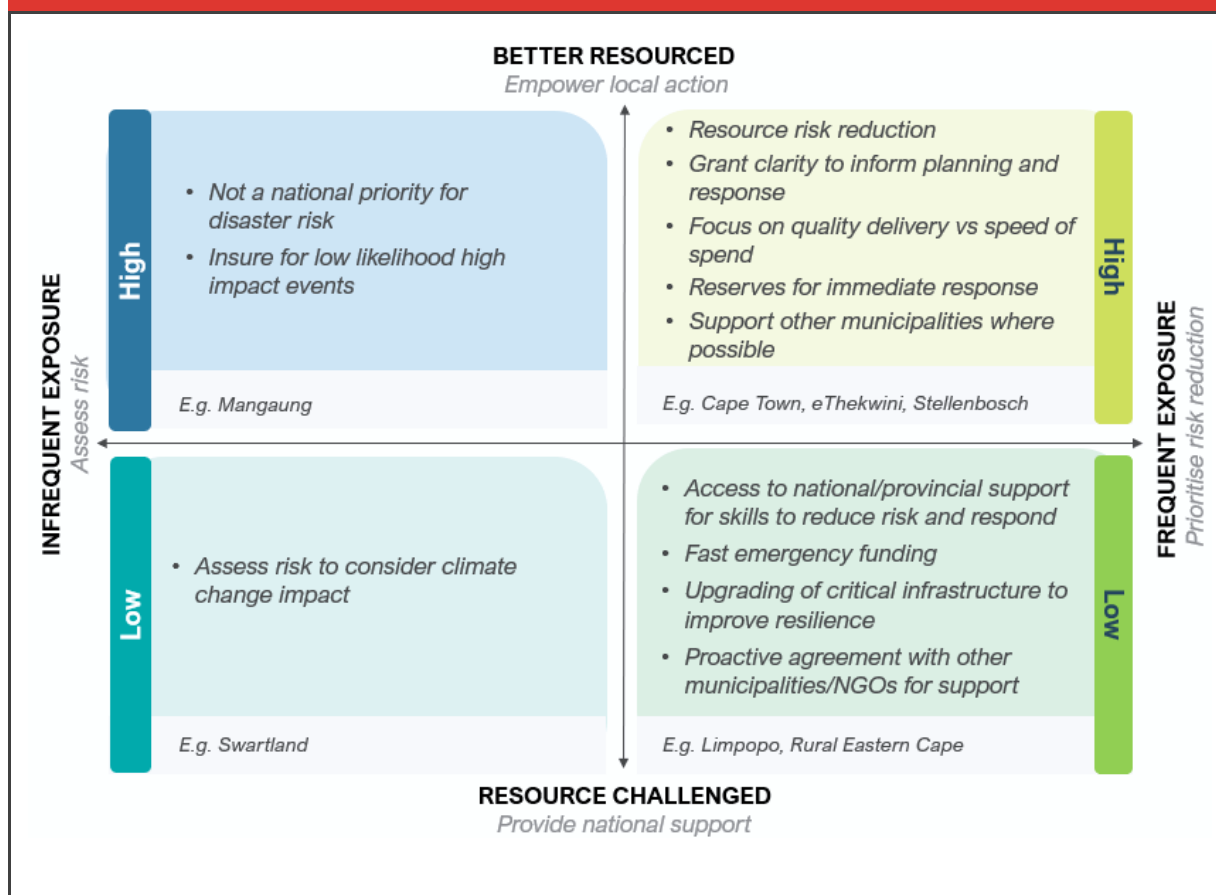 BETTER RESOURCED
Empower local action
INFREQUENT EXPOSURE
Assess risk
High
• Not a national priority for
disaster risk
• Insure for low likelihood high
impact events
E.g. Mangaung
• Resource risk reduction
• Grant clarity to inform planning and
response
• Focus on quality delivery vs speed of
spend
• Reserves for immediate response
• Support other municipalities where
possible
E.g. Cape Town, eThekwini, Stellenbosch
High
Low
• Assess risk to consider climate
change impact
E.g. Swartland
• Access to national/provincial support
for skills to reduce risk and respond
• Fast emergency funding
• Upgrading of critical infrastructure to
improve resilience
• Proactive agreement with other
municipalities/NGOs for support
E.g. Limpopo, Rural Eastern Cape
Low
FREQUENT EXPOSURE
Prioritise risk reduction
RESOURCE CHALLENGED
Provide national support